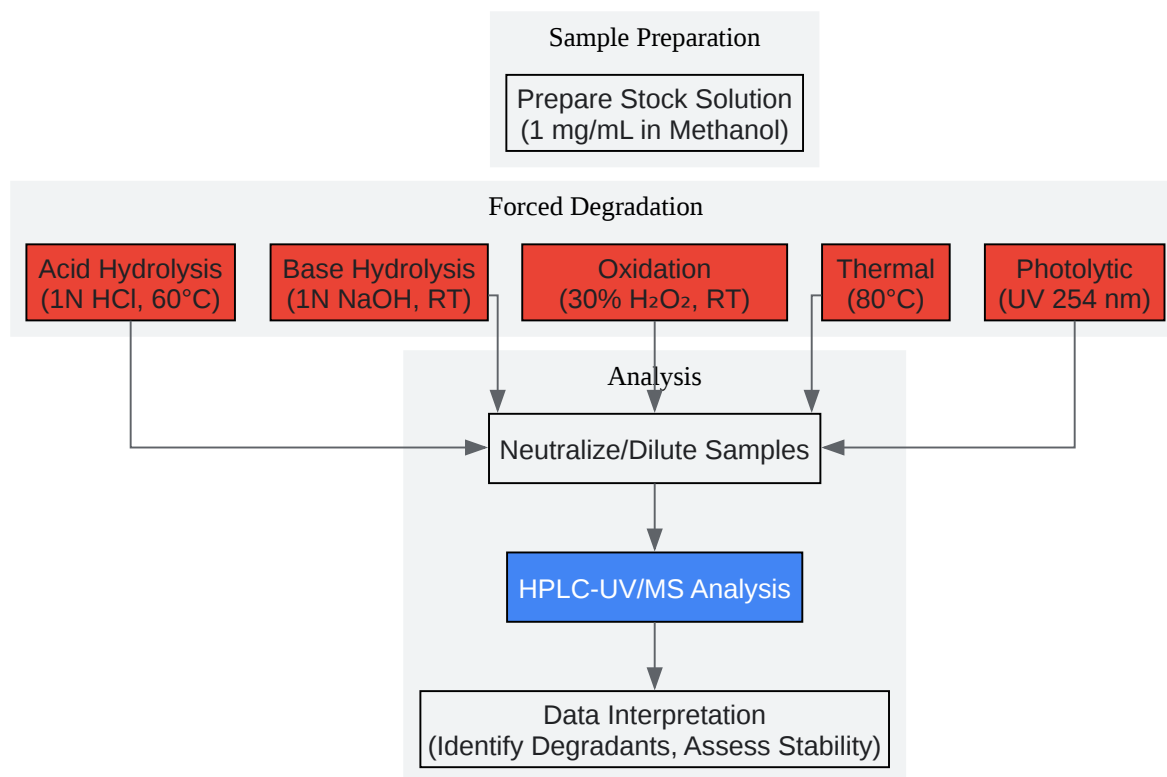 Sample Preparation
Prepare Stock Solution
(1 mg/mL in Methanol)
Forced Degradation
Acid Hydrolysis
(1N HCl, 60°C)
Base Hydrolysis
(1N NaOH, RT)
Oxidation
(30% H₂O₂, RT)
Thermal
(80°C)
Photolytic
(UV 254 nm)
Analysis
Neutralize/Dilute Samples
HPLC-UV/MS Analysis
Data Interpretation
(Identify Degradants, Assess Stability)